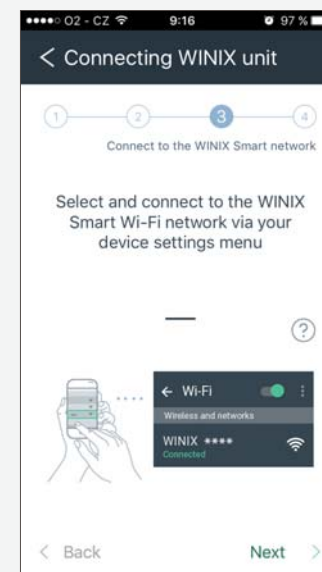 O2 - CZ 9:16 97 %
< Connecting WINIX unit
1 2 3 4
Connect to the WINIX Smart network
Select and connect to the WINIX
Smart Wi-Fi network via your
device settings menu
?
← Wi-Fi
Wireless and networks
WINIX ****
Connected
< Back Next >